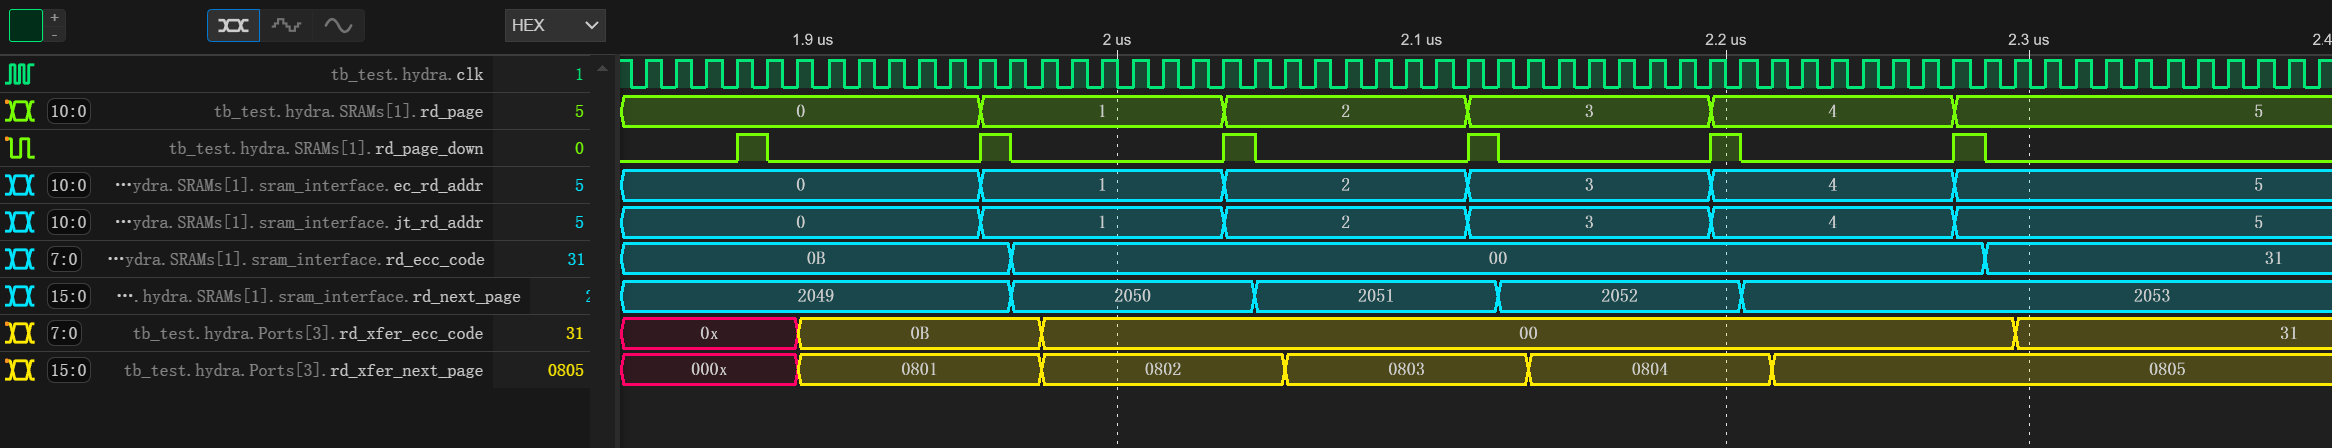 +
-
HEX
1.9 us 2 us 2.1 us 2.2 us 2.3 us 2.4
tb_test.hydra.clk 1
10:0 tb_test.hydra.SRAMs[1].rd_page 5 0 1 2 3 4 5
tb_test.hydra.SRAMs[1].rd_page_down 0
10:0 …ydra.SRAMs[1].sram_interface.ec_rd_addr 5 0 1 2 3 4 5
10:0 …ydra.SRAMs[1].sram_interface.jt_rd_addr 5 0 1 2 3 4 5
7:0 …ydra.SRAMs[1].sram_interface.rd_ecc_code 31 0B 00 31
15:0 ….hydra.SRAMs[1].sram_interface.rd_next_page 2 2049 2050 2051 2052 2053
7:0 tb_test.hydra.Ports[3].rd_xfer_ecc_code 31 0x 0B 00 31
15:0 tb_test.hydra.Ports[3].rd_xfer_next_page 0805 000x 0801 0802 0803 0804 0805